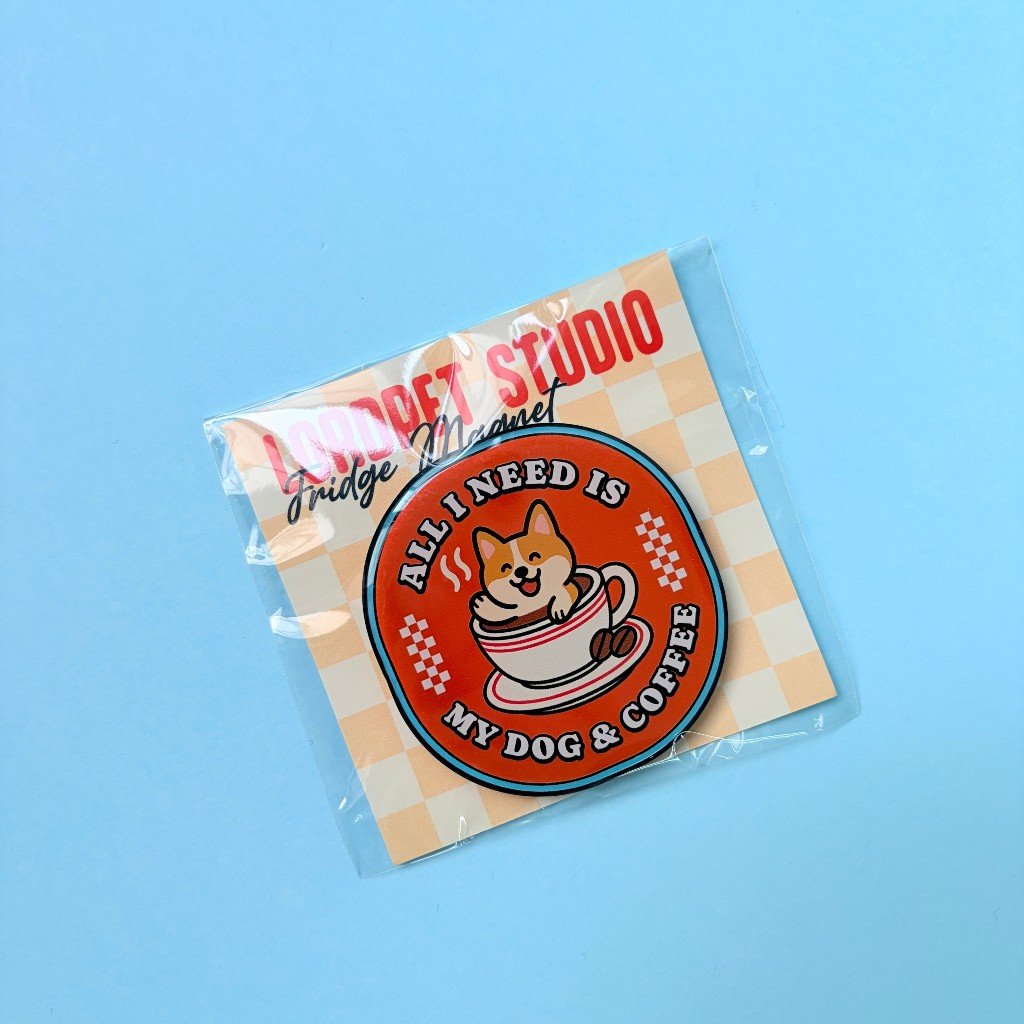 LORDPET STUDIO
Fridge Magnet
ALL I NEED IS
MY DOG & COFFEE